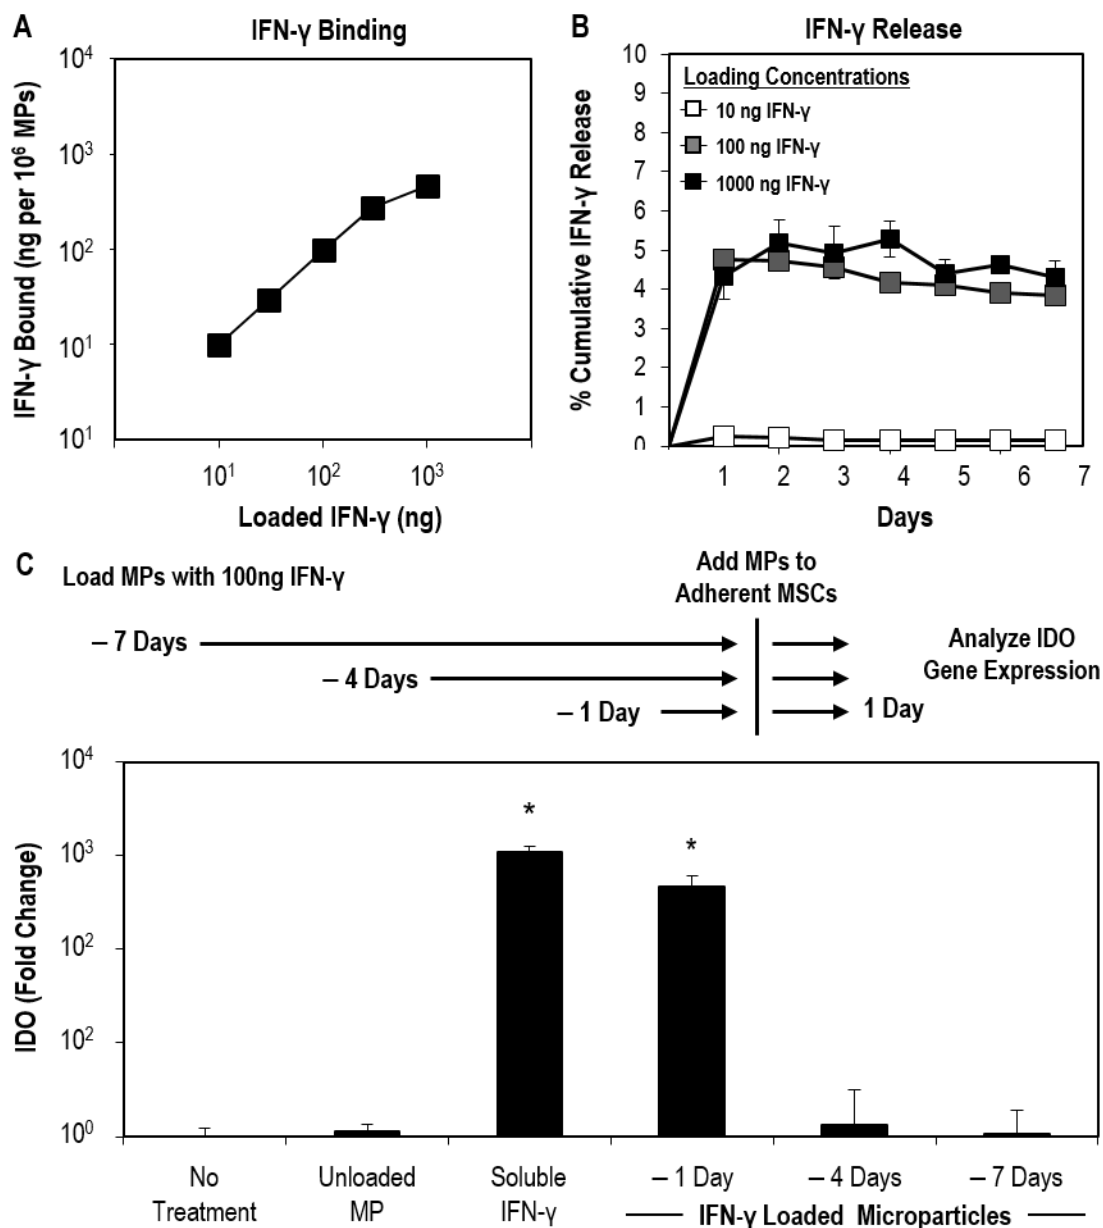 A
IFN-γ Binding
IFN-γ Bound (ng per 10⁶ MPs)
10⁴
10³
10²
10¹
10¹
10¹ 10² 10³
Loaded IFN-γ (ng)
B
IFN-γ Release
% Cumulative IFN-γ Release
10
9
8
7
6
5
4
3
2
1
0
Loading Concentrations
10 ng IFN-γ
100 ng IFN-γ
1000 ng IFN-γ
1 2 3 4 5 6 7
Days
C
Load MPs with 100ng IFN-γ
Add MPs to
Adherent MSCs
– 7 Days
– 4 Days
– 1 Day
1 Day
Analyze IDO
Gene Expression
IDO (Fold Change)
10⁴
10³
10²
10²
10⁰
*
*
No
Treatment
Unloaded
MP
Soluble
IFN-γ
– 1 Day
– 4 Days
– 7 Days
IFN-γ Loaded Microparticles